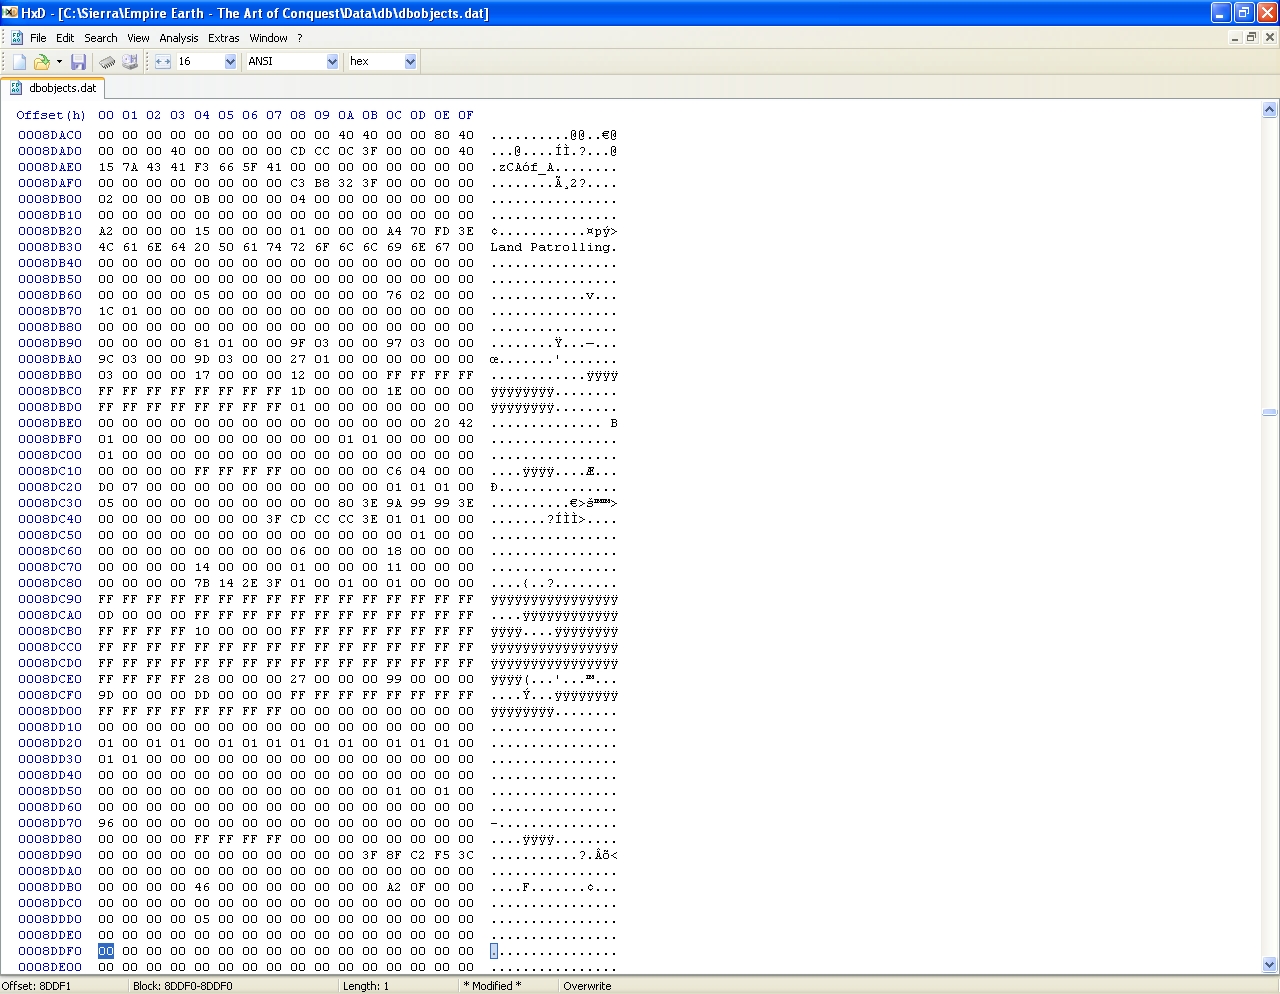 HxD - [C:\Sierra\Empire Earth - The Art of Conquest\Data\db\dbobjects.dat]
File Edit Search View Analysis Extras Window ?
16 ANSI hex
dbobjects.dat
Offset(h) 00 01 02 03 04 05 06 07 08 09 0A 0B 0C 0D 0E 0F
0008DAC0 00 00 00 00 00 00 00 00 00 00 40 40 00 00 80 40 ..........@@..€@
0008DAD0 00 00 00 40 00 00 00 00 CD CC 0C 3F 00 00 00 40 ...@....ÍÌ.?...@
0008DAE0 15 7A 43 41 F3 66 5F 41 00 00 00 00 00 00 00 00 .zCAóf_A........
0008DAF0 00 00 00 00 00 00 00 00 C3 B8 32 3F 00 00 00 00 ........Ã¸2?....
0008DB00 02 00 00 00 0B 00 00 00 04 00 00 00 00 00 00 00 ................
0008DB10 00 00 00 00 00 00 00 00 00 00 00 00 00 00 00 00 ................
0008DB20 A2 00 00 00 15 00 00 00 01 00 00 00 A4 70 FD 3E ¢...........¤pý>
0008DB30 4C 61 6E 64 20 50 61 74 72 6F 6C 6C 69 6E 67 00 Land Patrolling.
0008DB40 00 00 00 00 00 00 00 00 00 00 00 00 00 00 00 00 ................
0008DB50 00 00 00 00 00 00 00 00 00 00 00 00 00 00 00 00 ................
0008DB60 00 00 00 00 05 00 00 00 00 00 00 00 76 02 00 00 ............v...
0008DB70 1C 01 00 00 00 00 00 00 00 00 00 00 00 00 00 00 ................
0008DB80 00 00 00 00 00 00 00 00 00 00 00 00 00 00 00 00 ................
0008DB90 00 00 00 00 81 01 00 00 9F 03 00 00 97 03 00 00 ........Ÿ...—...
0008DBA0 9C 03 00 00 9D 03 00 00 27 01 00 00 00 00 00 00 œ.......'.......
0008DBB0 03 00 00 00 17 00 00 00 12 00 00 00 FF FF FF FF ............ÿÿÿÿ
0008DBC0 FF FF FF FF FF FF FF FF 1D 00 00 00 1E 00 00 00 ÿÿÿÿÿÿÿÿ........
0008DBD0 FF FF FF FF FF FF FF FF 01 00 00 00 00 00 00 00 ÿÿÿÿÿÿÿÿ........
0008DBE0 00 00 00 00 00 00 00 00 00 00 00 00 00 00 20 42 .............. B
0008DBF0 01 00 00 00 00 00 00 00 00 00 01 01 00 00 00 00 ................
0008DC00 01 00 00 00 00 00 00 00 00 00 00 00 00 00 00 00 ................
0008DC10 00 00 00 00 FF FF FF FF 00 00 00 00 C6 04 00 00 ....ÿÿÿÿ....Æ...
0008DC20 D0 07 00 00 00 00 00 00 00 00 00 00 01 01 01 00 Ð...............
0008DC30 05 00 00 00 00 00 00 00 00 00 80 3E 9A 99 99 3E ..........€>š™™>
0008DC40 00 00 00 00 00 00 00 3F CD CC CC 3E 01 01 00 00 .......?ÍÌÌ>....
0008DC50 00 00 00 00 00 00 00 00 00 00 00 00 00 01 00 00 ................
0008DC60 00 00 00 00 00 00 00 00 06 00 00 00 18 00 00 00 ................
0008DC70 00 00 00 00 14 00 00 00 01 00 00 00 11 00 00 00 ................
0008DC80 00 00 00 00 7B 14 2E 3F 01 00 01 00 01 00 00 00 ....{..?........
0008DC90 FF FF FF FF FF FF FF FF FF FF FF FF FF FF FF FF ÿÿÿÿÿÿÿÿÿÿÿÿÿÿÿÿ
0008DCA0 0D 00 00 00 FF FF FF FF FF FF FF FF FF FF FF FF ....ÿÿÿÿÿÿÿÿÿÿÿÿ
0008DCB0 FF FF FF FF 10 00 00 00 FF FF FF FF FF FF FF FF ÿÿÿÿ....ÿÿÿÿÿÿÿÿ
0008DCC0 FF FF FF FF FF FF FF FF FF FF FF FF FF FF FF FF ÿÿÿÿÿÿÿÿÿÿÿÿÿÿÿÿ
0008DCD0 FF FF FF FF FF FF FF FF FF FF FF FF FF FF FF FF ÿÿÿÿÿÿÿÿÿÿÿÿÿÿÿÿ
0008DCE0 FF FF FF FF 28 00 00 00 27 00 00 00 99 00 00 00 ÿÿÿÿ(...'...™...
0008DCF0 9D 00 00 00 DD 00 00 00 FF FF FF FF FF FF FF FF ....Ý...ÿÿÿÿÿÿÿÿ
0008DD00 FF FF FF FF FF FF FF FF 00 00 00 00 00 00 00 00 ÿÿÿÿÿÿÿÿ........
0008DD10 00 00 00 00 00 00 00 00 00 00 00 00 00 00 00 00 ................
0008DD20 01 00 01 01 00 01 01 01 01 01 01 00 01 01 01 00 ................
0008DD30 01 01 00 00 00 00 00 00 00 00 00 00 00 00 00 00 ................
0008DD40 00 00 00 00 00 00 00 00 00 00 00 00 00 00 00 00 ................
0008DD50 00 00 00 00 00 00 00 00 00 00 00 00 01 00 01 00 ................
0008DD60 00 00 00 00 00 00 00 00 00 00 00 00 00 00 00 00 ................
0008DD70 96 00 00 00 00 00 00 00 00 00 00 00 00 00 00 00 –...............
0008DD80 00 00 00 00 FF FF FF FF 00 00 00 00 00 00 00 00 ....ÿÿÿÿ........
0008DD90 00 00 00 00 00 00 00 00 00 00 00 3F 8F C2 F5 3C ...........?.Âõ<
0008DDA0 00 00 00 00 00 00 00 00 00 00 00 00 00 00 00 00 ................
0008DDB0 00 00 00 00 46 00 00 00 00 00 00 00 A2 0F 00 00 ....F.......¢...
0008DDC0 00 00 00 00 00 00 00 00 00 00 00 00 00 00 00 00 ................
0008DDD0 00 00 00 00 05 00 00 00 00 00 00 00 00 00 00 00 ................
0008DDE0 00 00 00 00 00 00 00 00 00 00 00 00 00 00 00 00 ................
0008DDF0 00 00 00 00 00 00 00 00 00 00 00 00 00 00 00 00 ................
0008DE00 00 00 00 00 00 00 00 00 00 00 00 00 00 00 00 00 ................
Offset: 8DDF1 Block: 8DDF0-8DDF0 Length: 1 * Modified * Overwrite